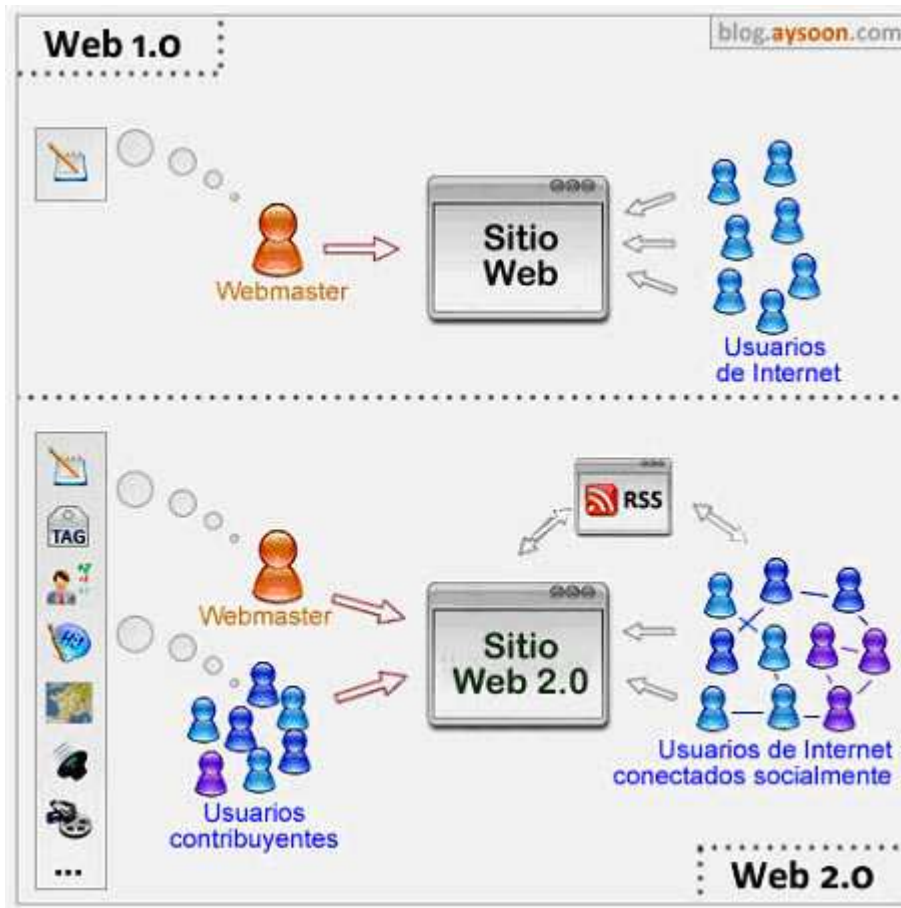 Web 1.0
blog.aysoon.com
Sitio
Web
Webmaster
Usuarios
de Internet
RSS
TAG
Webmaster
Sitio
Web 2.0
Usuarios
contribuyentes
Usuarios de Internet
conectados socialmente
...
Web 2.0